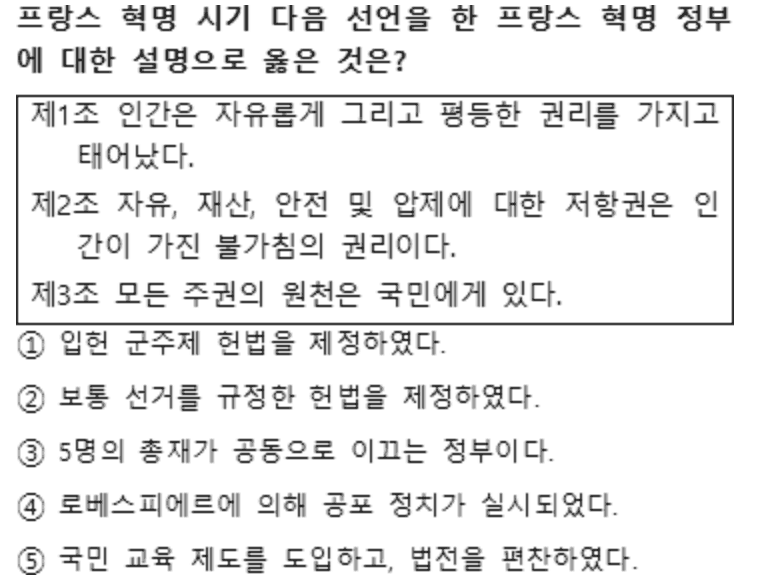 프랑스 혁명 시기 다음 선언을 한 프랑스 혁명 정부
에 대한 설명으로 옳은 것은?
제1조 인간은 자유롭게 그리고 평등한 권리를 가지고
태어났다.
제2조 자유, 재산, 안전 및 압제에 대한 저항권은 인
간이 가진 불가침의 권리이다.
제3조 모든 주권의 원천은 국민에게 있다.
① 입헌 군주제 헌법을 제정하였다.
② 보통 선거를 규정한 헌법을 제정하였다.
③ 5명의 총재가 공동으로 이끄는 정부이다.
④ 로베스피에르에 의해 공포 정치가 실시되었다.
⑤ 국민 교육 제도를 도입하고, 법전을 편찬하였다.